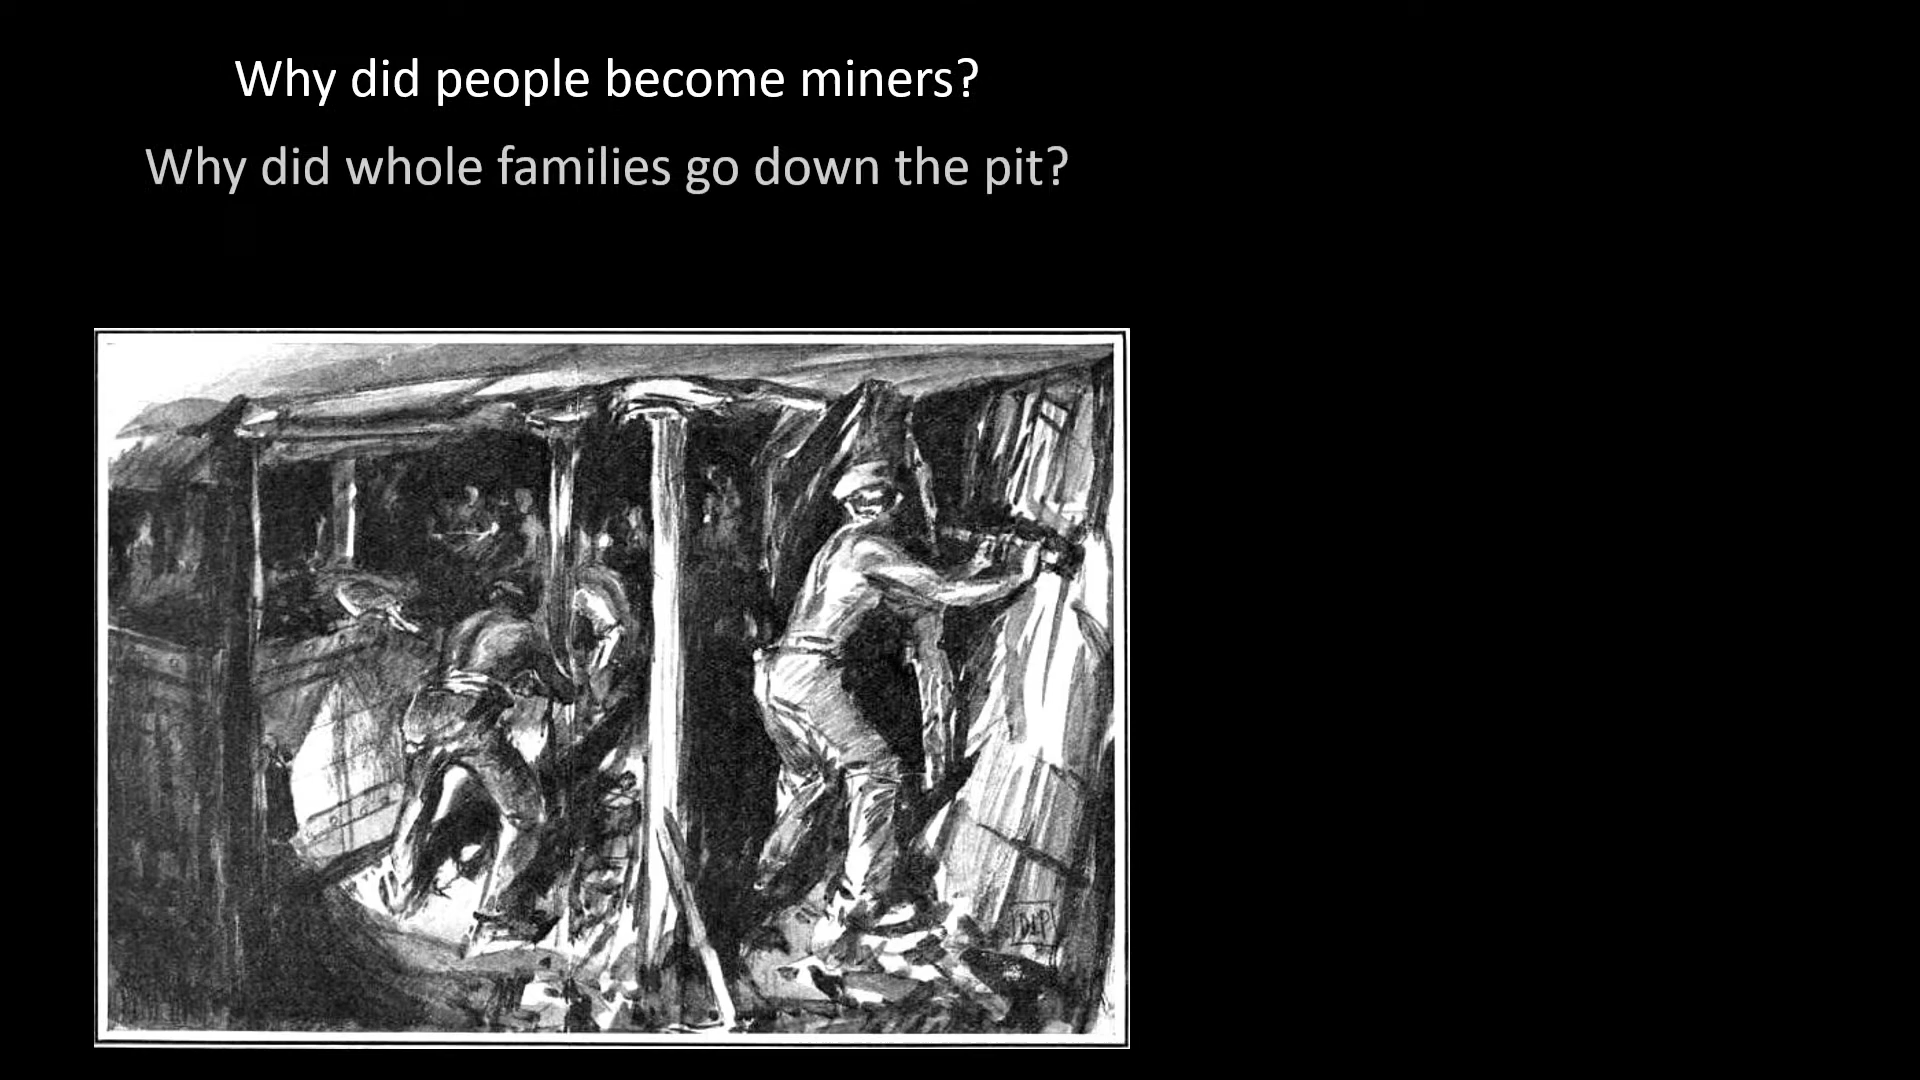 Why did people become miners?
Why did whole families go down the pit?